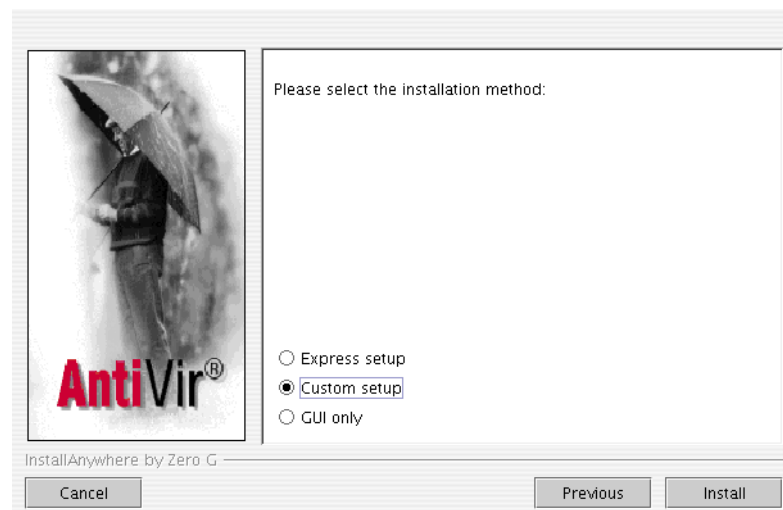 Please select the installation method:
Express setup
Custom setup
GUI only
AntiVir®
InstallAnywhere by Zero G
Cancel
Previous
Install